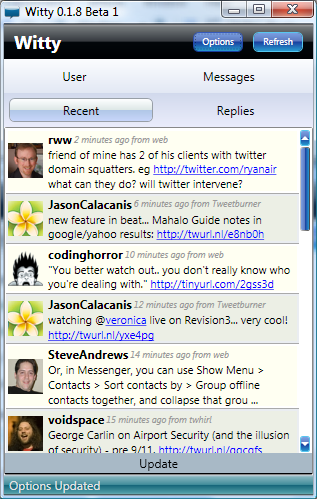 Witty 0.1.8 Beta 1
Witty
Options
Refresh
User
Messages
Recent
Replies
rww 2 minutes ago from web
friend of mine has 2 of his clients with twitter
domain squatters. eg http://twitter.com/ryanair
what can they do? will twitter intervene?
JasonCalacanis 6 minutes ago from Tweetburner
new feature in beat... Mahalo Guide notes in
google/yahoo results: http://twurl.nl/e8nb0h
codinghorror 10 minutes ago from web
"You better watch out.. you don't really know who
you're dealing with." http://tinyurl.com/2gss3d
JasonCalacanis 12 minutes ago from Tweetburner
watching @veronica live on Revision3... very cool!
http://twurl.nl/yxe4pg
SteveAndrews 14 minutes ago from web
Or, in Messenger, you can use Show Menu >
Contacts > Sort contacts by > Group offline
contacts together, and collapse that grou ...
voidspace 15 minutes ago from twhirl
George Carlin on Airport Security (and the illusion
of security) - pre 9/11. http://twurl.nl/gqcgfs
Update
Options Updated